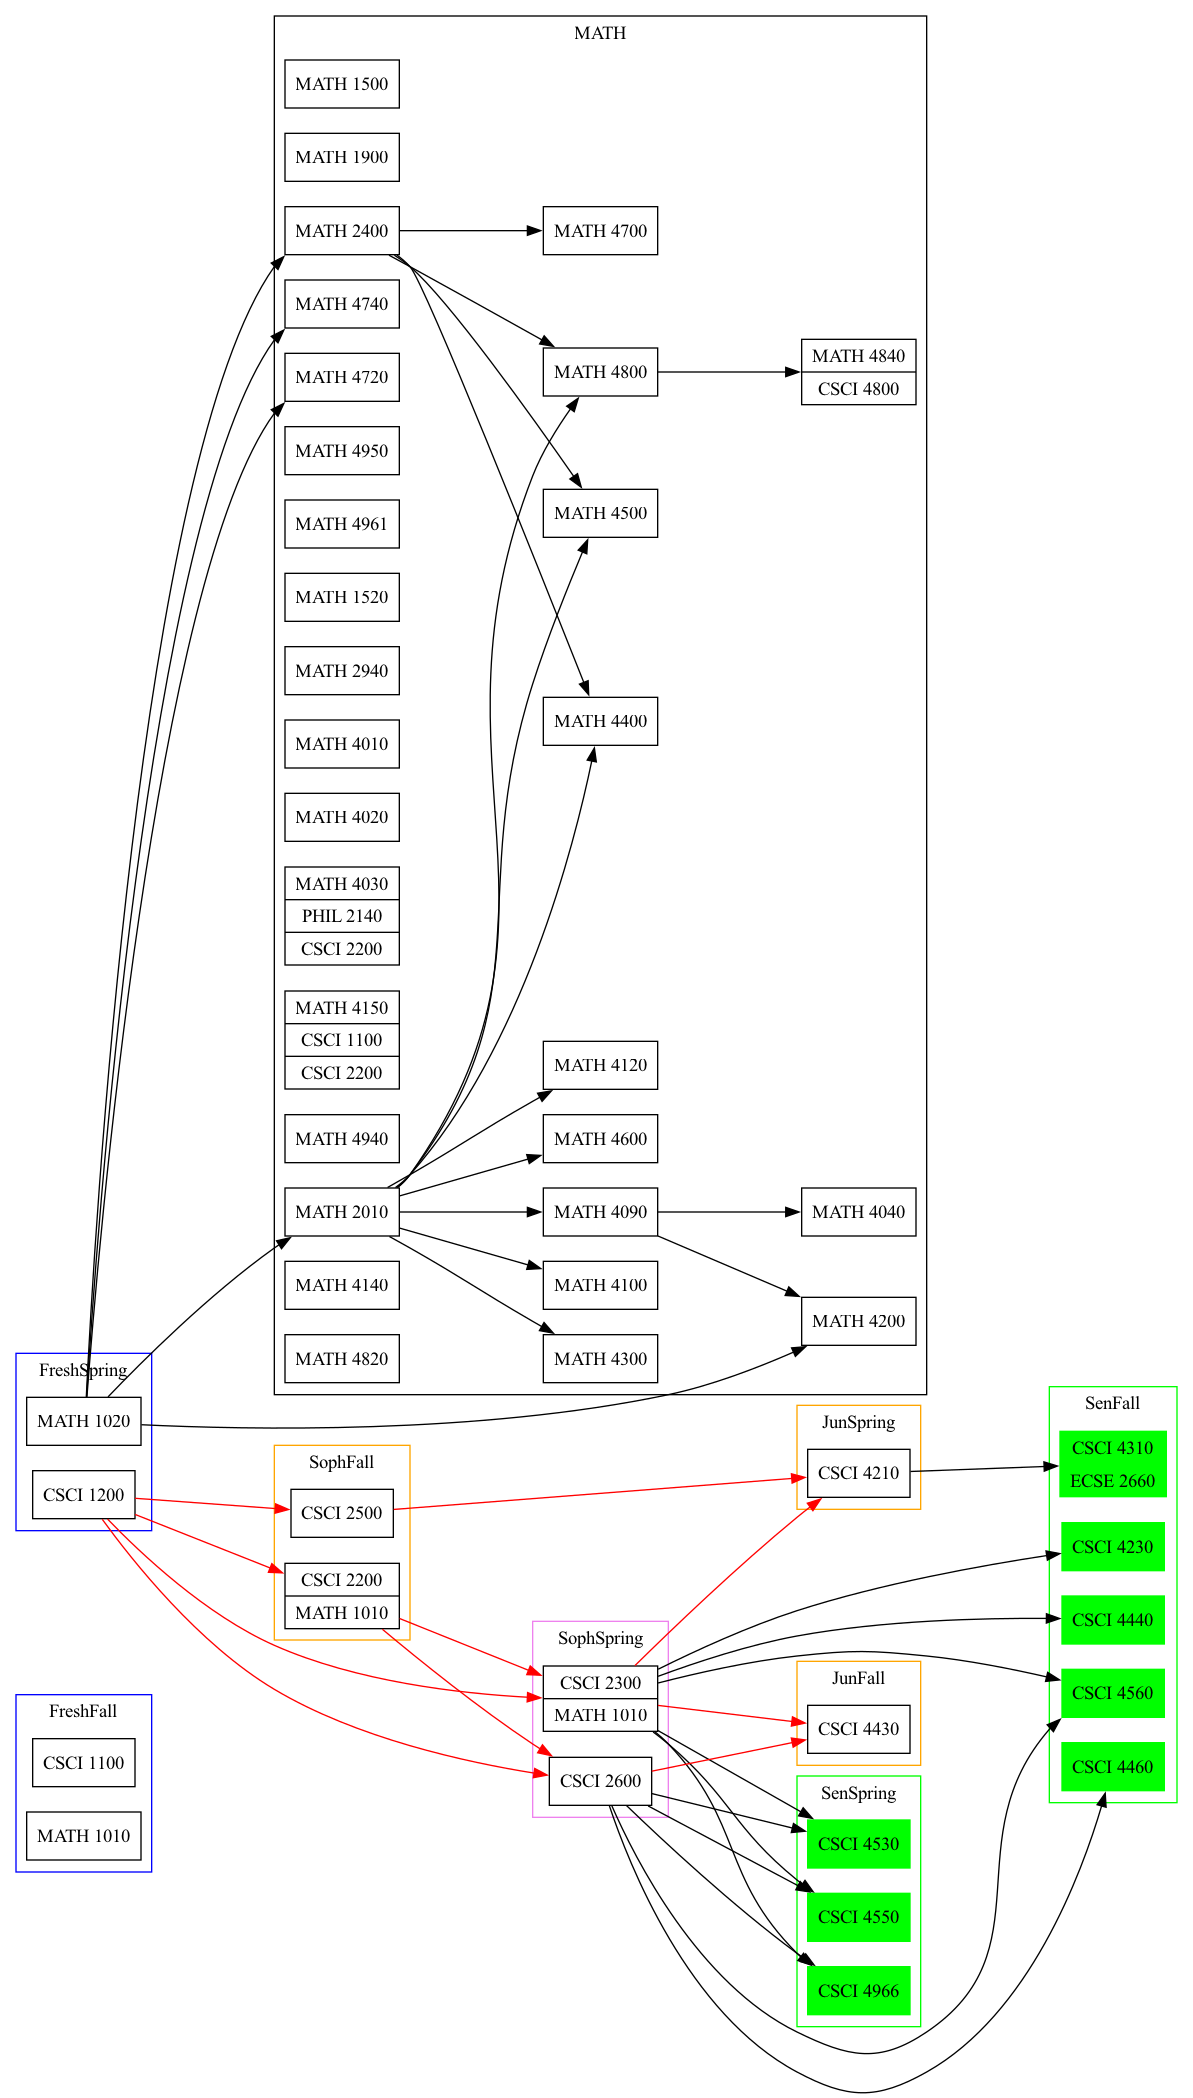 MATH
MATH 1500
MATH 1900
MATH 2400
MATH 4740
MATH 4720
MATH 4950
MATH 4961
MATH 1520
MATH 2940
MATH 4010
MATH 4020
MATH 4030
PHIL 2140
CSCI 2200
MATH 4150
CSCI 1100
CSCI 2200
MATH 4940
MATH 2010
MATH 4140
MATH 4820
MATH 4700
MATH 4800
MATH 4500
MATH 4400
MATH 4120
MATH 4600
MATH 4090
MATH 4100
MATH 4300
MATH 4840
CSCI 4800
MATH 4040
MATH 4200
FreshSpring
MATH 1020
CSCI 1200
FreshFall
CSCI 1100
MATH 1010
SophFall
CSCI 2500
CSCI 2200
MATH 1010
SophSpring
CSCI 2300
MATH 1010
CSCI 2600
JunSpring
CSCI 4210
JunFall
CSCI 4430
SenSpring
CSCI 4530
CSCI 4550
CSCI 4966
SenFall
CSCI 4310
ECSE 2660
CSCI 4230
CSCI 4440
CSCI 4560
CSCI 4460